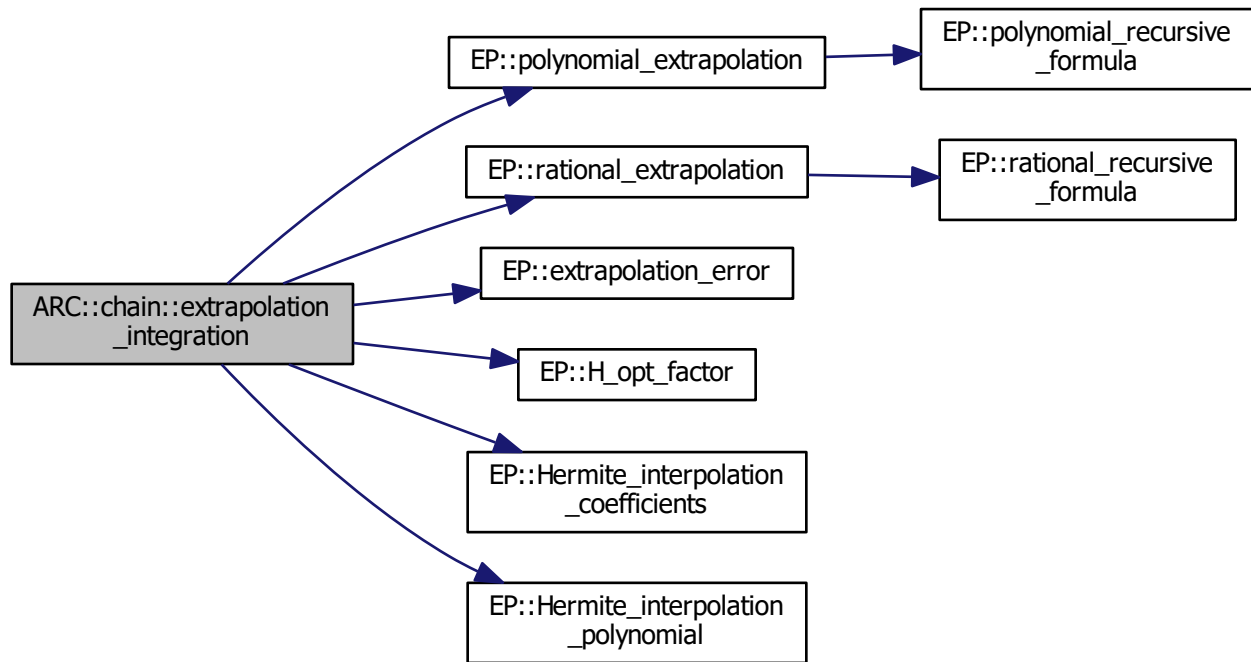 EP::polynomial_recursive
_formula
EP::polynomial_extrapolation
EP::rational_recursive
_formula
EP::rational_extrapolation
EP::extrapolation_error
ARC::chain::extrapolation
_integration
EP::H_opt_factor
EP::Hermite_interpolation
_coefficients
EP::Hermite_interpolation
_polynomial